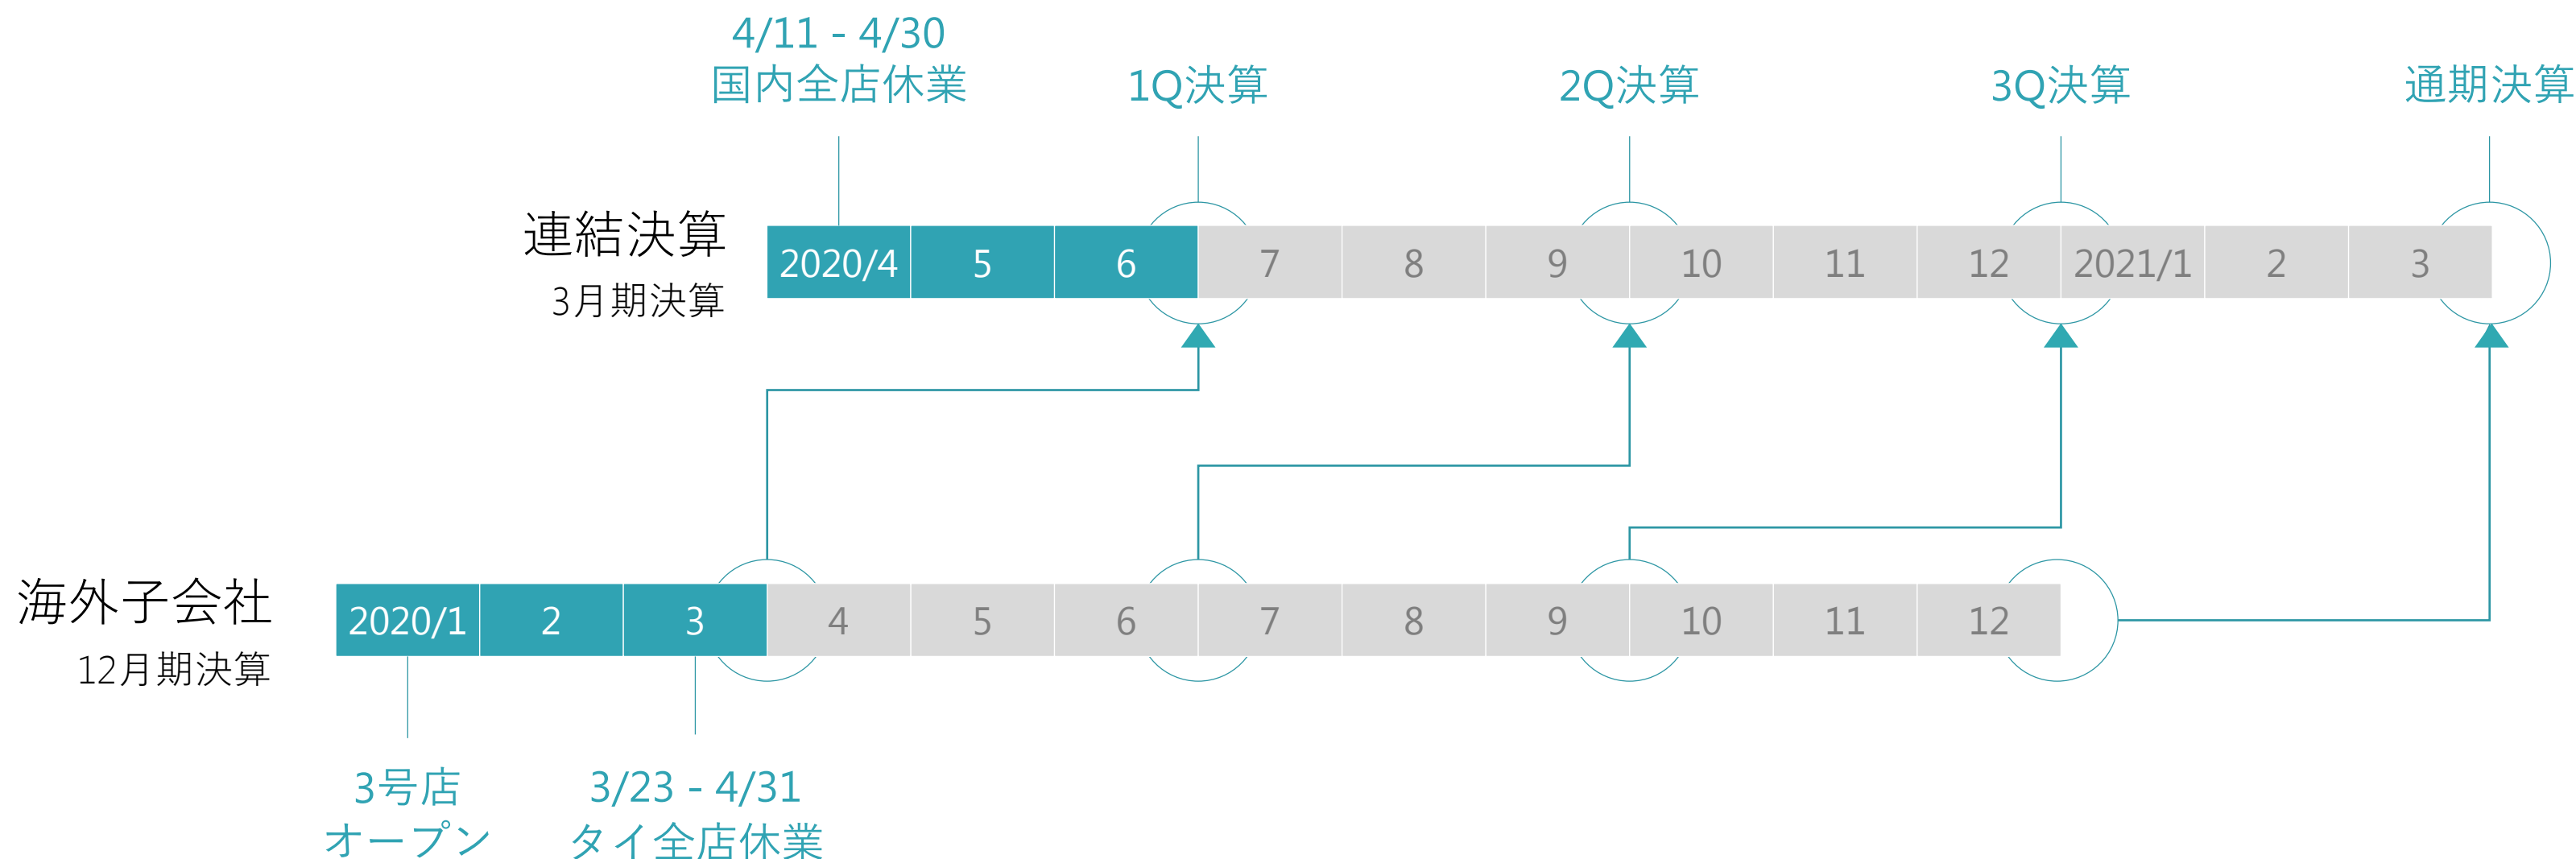 4/11 - 4/30
国内全店休業
1Q決算
2Q決算
3Q決算
通期決算
連結決算
3月期決算
2020/4 5 6 7 8 9 10 11 12 2021/1 2 3
海外子会社
12月期決算
2020/1 2 3 4 5 6 7 8 9 10 11 12
3号店
オープン
3/23 - 4/31
タイ全店休業